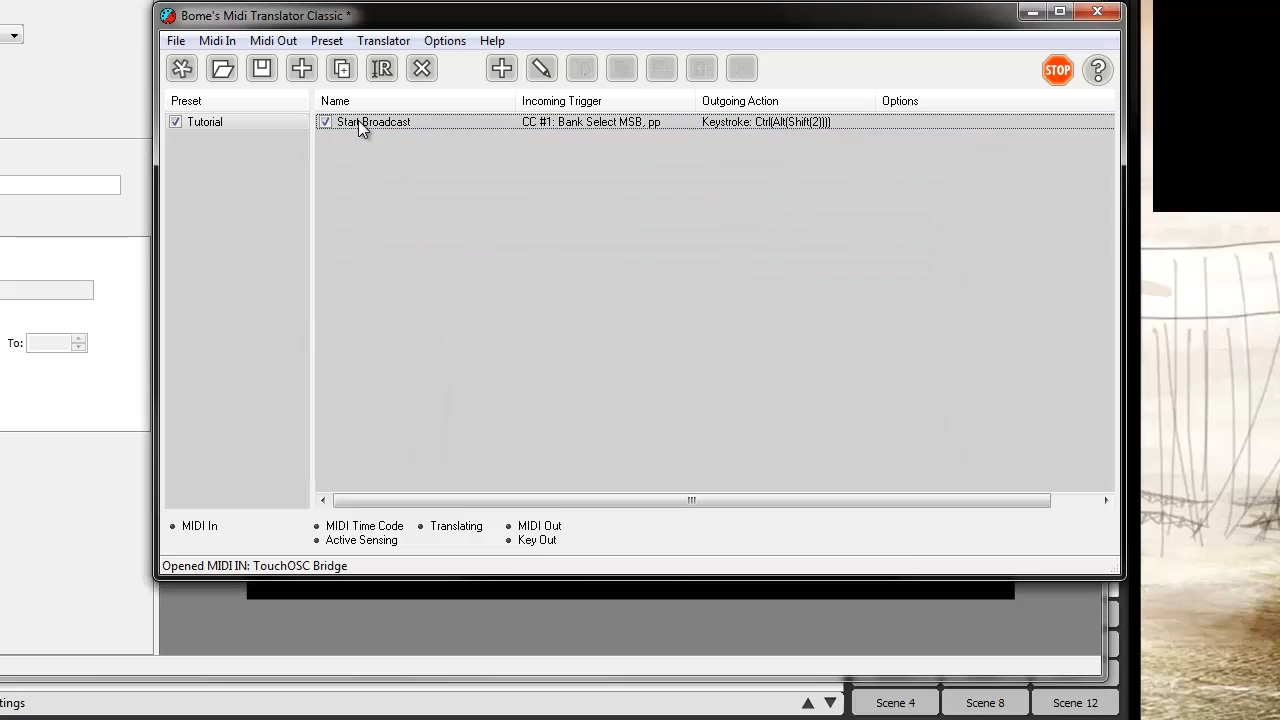 Bome's Midi Translator Classic *
File Midi In Midi Out Preset Translator Options Help
STOP
Preset Name Incoming Trigger Outgoing Action Options
Tutorial Start Broadcast CC #1: Bank Select MSB, pp Keystroke: Ctrl(Alt(Shift(2))))
To:
MIDI In MIDI Time Code Translating MIDI Out
Active Sensing Key Out
Opened MIDI IN: TouchOSC Bridge
tings Scene 4 Scene 8 Scene 12